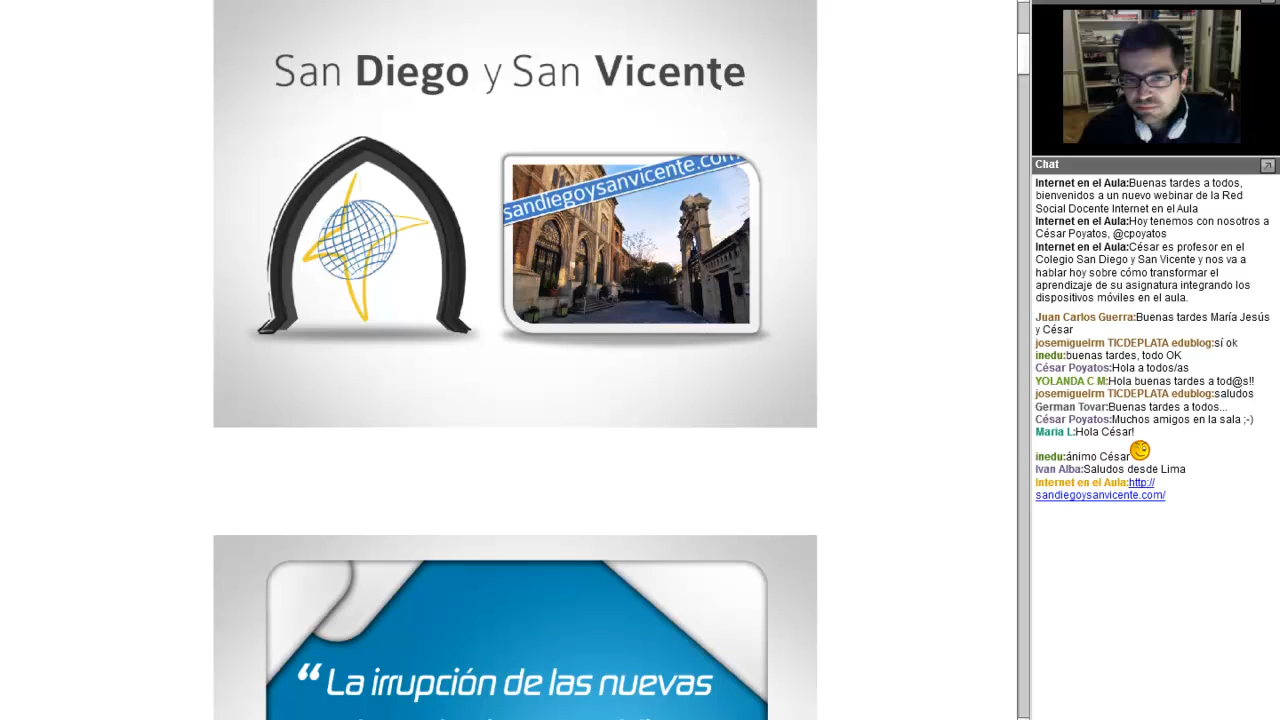 San Diego y San Vicente
sandiegoysanvicente.com
“La irrupción de las nuevas
Chat
Internet en el Aula:Buenas tardes a todos,
bienvenidos a un nuevo webinar de la Red
Social Docente Internet en el Aula
Internet en el Aula:Hoy tenemos con nosotros a
César Poyatos, @cpoyatos
Internet en el Aula:César es profesor en el
Colegio San Diego y San Vicente y nos va a
hablar hoy sobre cómo transformar el
aprendizaje de su asignatura integrando los
dispositivos móviles en el aula.
Juan Carlos Guerra:Buenas tardes María Jesús
y César
josemiguelrm TICDEPLATA edublog:sí ok
inedu:buenas tardes, todo OK
César Poyatos:Hola a todos/as
YOLANDA C M:Hola buenas tardes a tod@s!!
josemiguelrm TICDEPLATA edublog:saludos
German Tovar:Buenas tardes a todos...
César Poyatos:Muchos amigos en la sala ;-)
Maria L:Hola César!
inedu:ánimo César
Ivan Alba:Saludos desde Lima
Internet en el Aula:http://
sandiegoysanvicente.com/